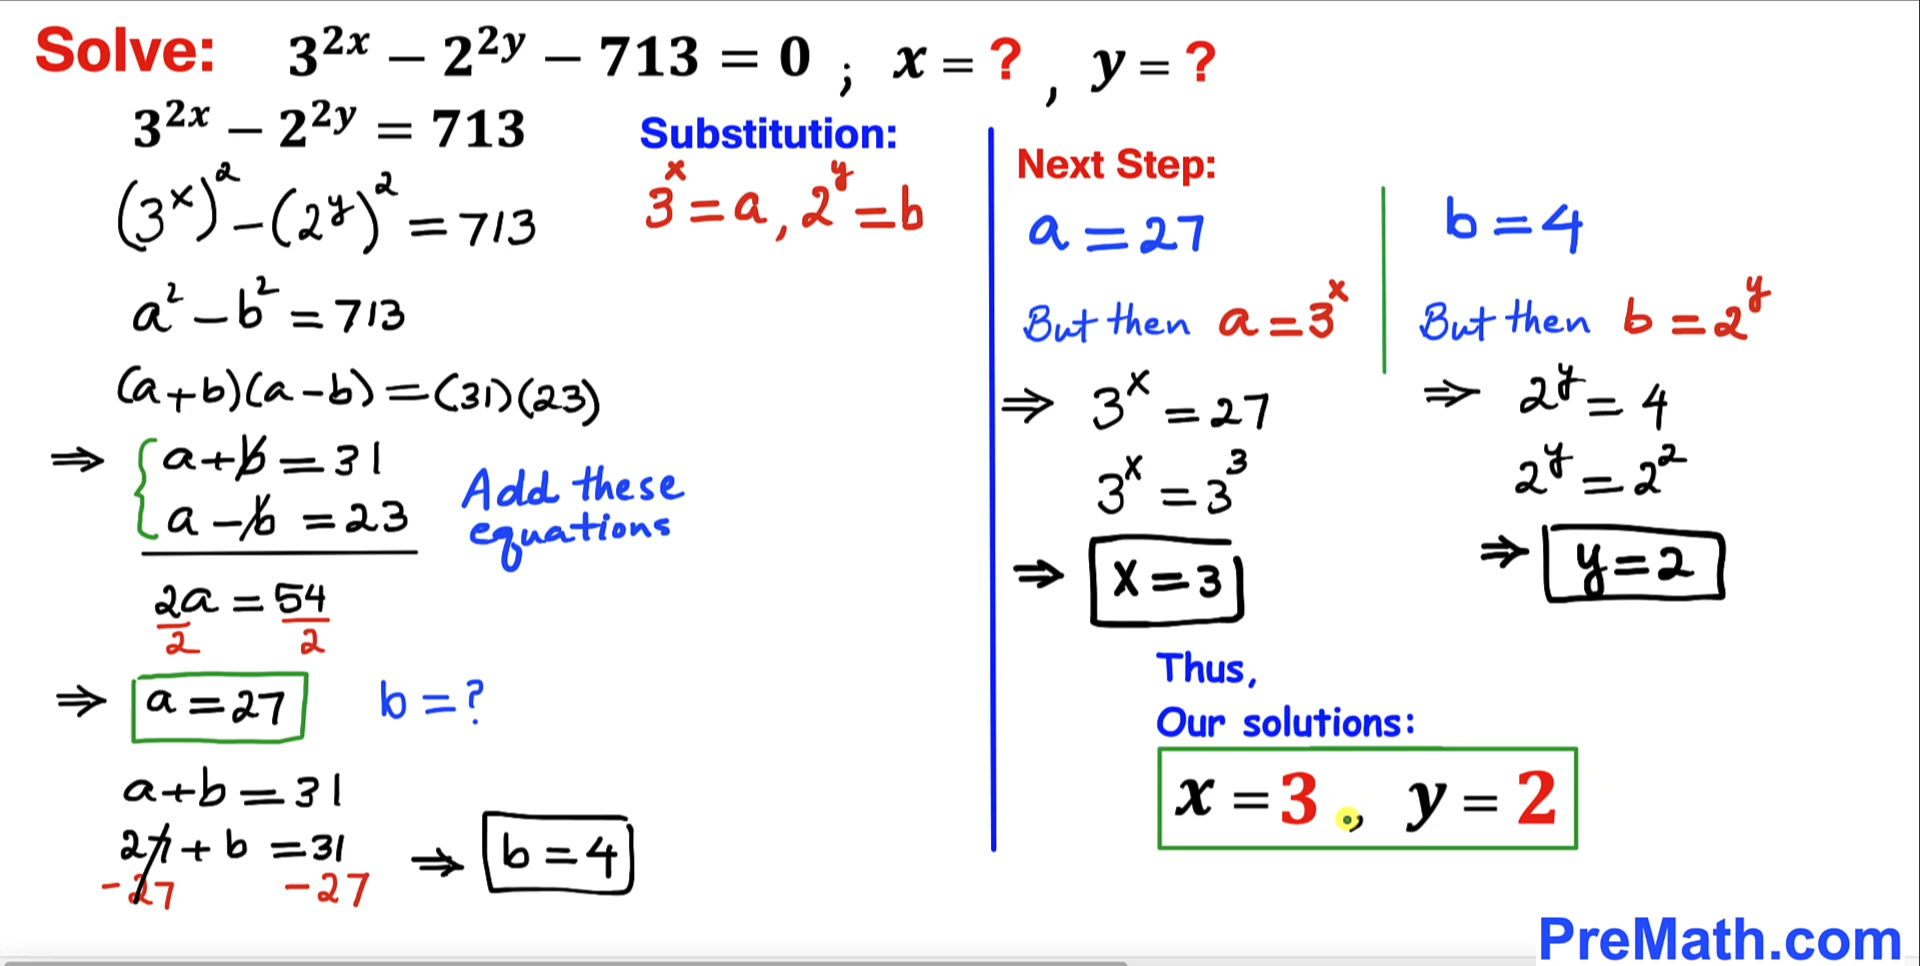 Solve: 3^{2x} − 2^{2y} − 713 = 0 ; x = ? , y = ?
3^{2x} − 2^{2y} = 713
(3^x)^2 − (2^y)^2 = 713
a^2 − b^2 = 713
(a+b)(a−b) = (31)(23)
⇒ { a+b = 31
a−b = 23
Add these
equations
2a = 54
2 2
⇒ a = 27 b = ?
a+b = 31
27 + b = 31
−27 −27
⇒ b = 4
Substitution:
3^x = a, 2^y = b
Next Step:
a = 27
But then a = 3^x
⇒ 3^x = 27
3^x = 3^3
⇒ x = 3
b = 4
But then b = 2^y
⇒ 2^y = 4
2^y = 2^2
⇒ y = 2
Thus,
Our solutions:
x = 3 , y = 2
PreMath.com